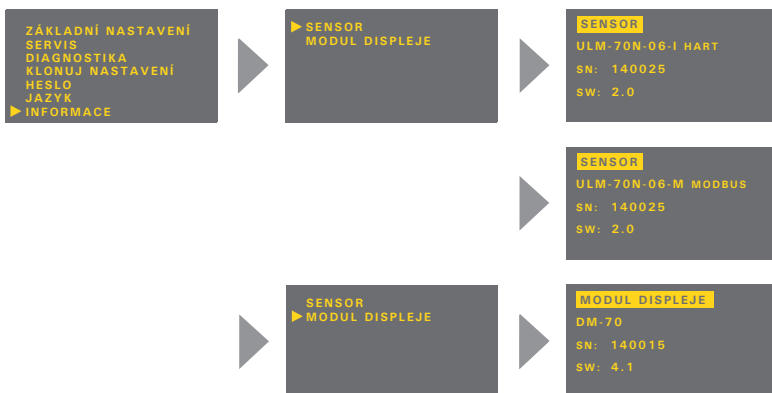 ZÁKLADNÍ NASTAVENÍ
SERVIS
DIAGNOSTIKA
KLONUJ NASTAVENÍ
HESLO
JAZYK
INFORMACE
SENSOR
MODUL DISPLEJE
SENSOR
ULM-70N-06-I HART
SN: 140025
SW: 2.0
SENSOR
ULM-70N-06-M MODBUS
SN: 140025
SW: 2.0
SENSOR
MODUL DISPLEJE
MODUL DISPLEJE
DM-70
SN: 140015
SW: 4.1